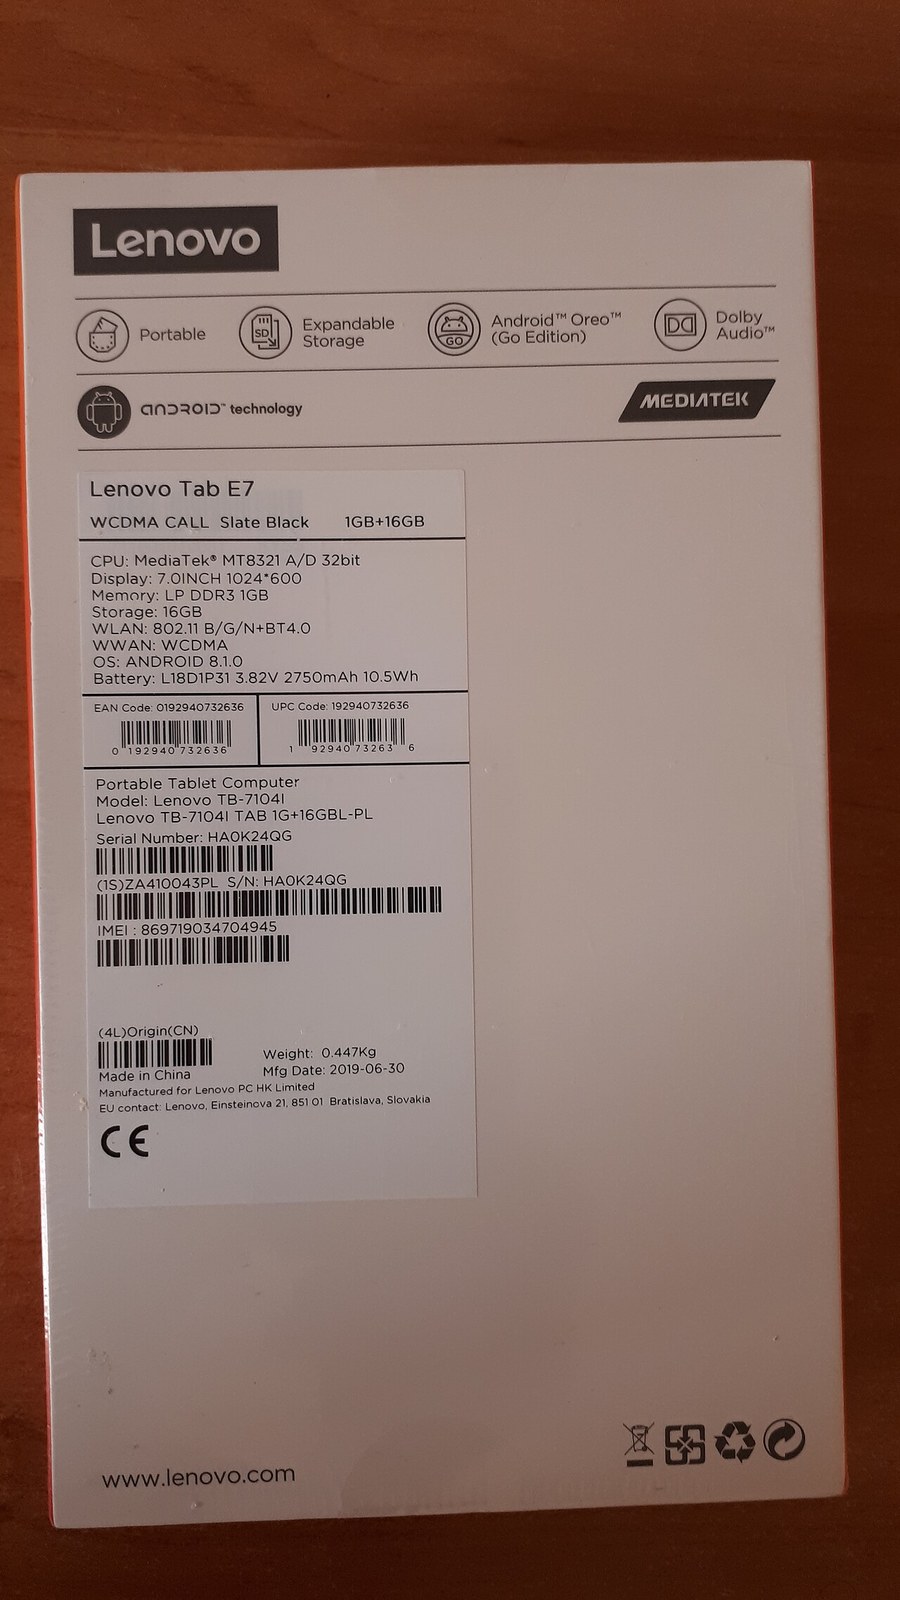 Lenovo
Portable
Expandable
Storage
SD
Android™ Oreo™
(Go Edition)
GO
Dolby
Audio™
ANDROID™ technology
MEDIATEK
Lenovo Tab E7
WCDMA CALL Slate Black 1GB+16GB
CPU: MediaTek® MT8321 A/D 32bit
Display: 7.0INCH 1024*600
Memory: LP DDR3 1GB
Storage: 16GB
WLAN: 802.11 B/G/N+BT4.0
WWAN: WCDMA
OS: ANDROID 8.1.0
Battery: L18D1P31 3.82V 2750mAh 10.5Wh
EAN Code: 0192940732636
0 192940 732636
UPC Code: 192940732636
1 92940 73263 6
Portable Tablet Computer
Model: Lenovo TB-7104I
Lenovo TB-7104I TAB 1G+16GBL-PL
Serial Number: HA0K24QG
(1S)ZA410043PL S/N: HA0K24QG
IMEI : 869719034704945
(4L)Origin(CN)
Made in China
Weight: 0.447Kg
Mfg Date: 2019-06-30
Manufactured for Lenovo PC HK Limited
EU contact: Lenovo, Einsteinova 21, 851 01 Bratislava, Slovakia
CE
www.lenovo.com